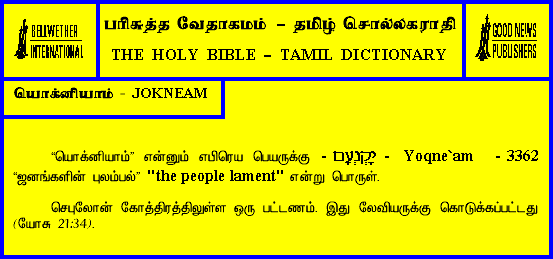 BELLWETHER
INTERNATIONAL
பரிசுத்த வேதாகமம் – தமிழ் சொல்லகராதி
THE HOLY BIBLE – TAMIL DICTIONARY
GOOD NEWS
PUBLISHERS
யொக்னியாம் - JOKNEAM
“யொக்னியாம்” என்னும் எபிரெய பெயருக்கு - יָקְנְעָם - Yoqne`am - 3362
“ஜனங்களின் புலம்பல்” "the people lament" என்று பொருள்.
செபுலோன் கோத்திரத்திலுள்ள ஒரு பட்டணம். இது லேவியருக்கு கொடுக்கப்பட்டது
(யோசு 21:34).